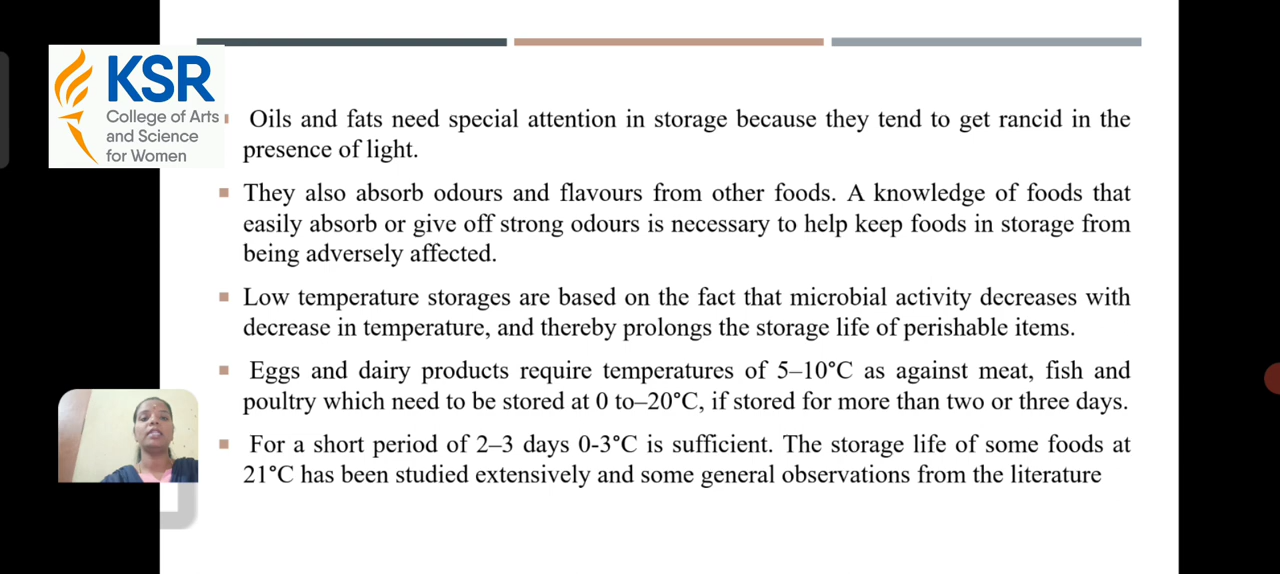 KSR
College of Arts
and Science
for Women
Oils and fats need special attention in storage because they tend to get rancid in the
presence of light.
They also absorb odours and flavours from other foods. A knowledge of foods that
easily absorb or give off strong odours is necessary to help keep foods in storage from
being adversely affected.
Low temperature storages are based on the fact that microbial activity decreases with
decrease in temperature, and thereby prolongs the storage life of perishable items.
Eggs and dairy products require temperatures of 5–10°C as against meat, fish and
poultry which need to be stored at 0 to–20°C, if stored for more than two or three days.
For a short period of 2–3 days 0-3°C is sufficient. The storage life of some foods at
21°C has been studied extensively and some general observations from the literature